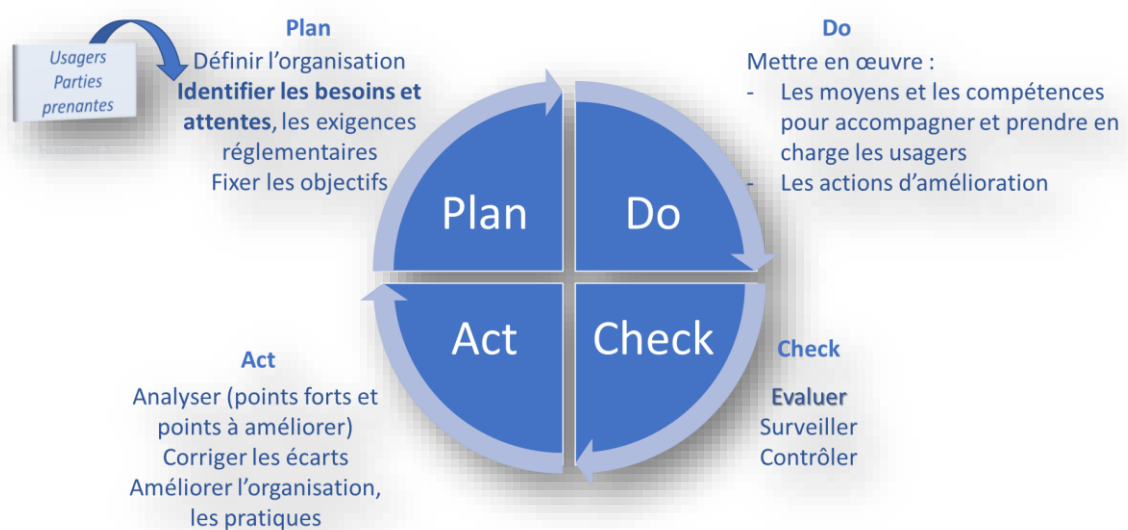 Usagers
Parties
prenantes
Plan
Définir l’organisation
Identifier les besoins et
attentes, les exigences
réglementaires
Fixer les objectifs
Do
Mettre en œuvre :
- Les moyens et les compétences
pour accompagner et prendre en
charge les usagers
- Les actions d’amélioration
Plan
Do
Act
Check
Act
Analyser (points forts et
points à améliorer)
Corriger les écarts
Améliorer l’organisation,
les pratiques
Check
Evaluer
Surveiller
Contrôler